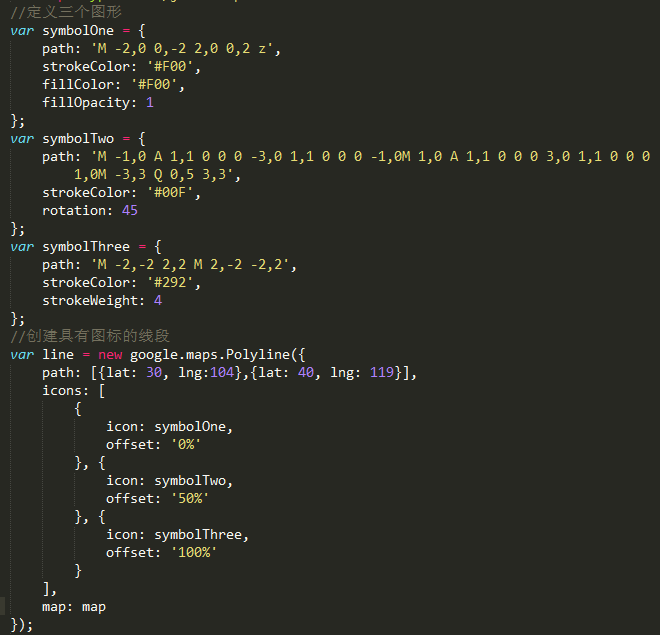 //定义三个图形
var symbolOne = {
    path: 'M -2,0 0,-2 2,0 0,2 z',
    strokeColor: '#F00',
    fillColor: '#F00',
    fillOpacity: 1
};
var symbolTwo = {
    path: 'M -1,0 A 1,1 0 0 0 -3,0 1,1 0 0 0 -1,0M 1,0 A 1,1 0 0 0 3,0 1,1 0 0 0
        1,0M -3,3 Q 0,5 3,3',
    strokeColor: '#00F',
    rotation: 45
};
var symbolThree = {
    path: 'M -2,-2 2,2 M 2,-2 -2,2',
    strokeColor: '#292',
    strokeWeight: 4
};
//创建具有图标的线段
var line = new google.maps.Polyline({
    path: [{lat: 30, lng:104},{lat: 40, lng: 119}],
    icons: [
        {
            icon: symbolOne,
            offset: '0%'
        }, {
            icon: symbolTwo,
            offset: '50%'
        }, {
            icon: symbolThree,
            offset: '100%'
        }
    ],
    map: map
});